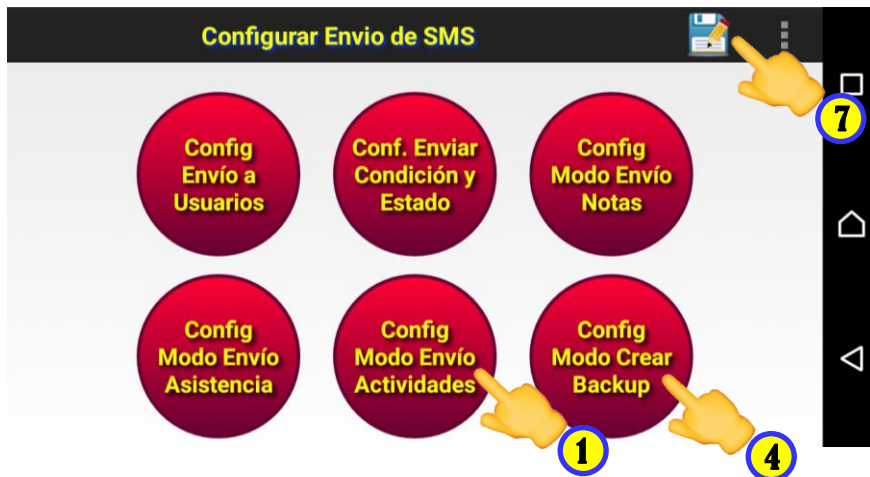 Configurar Envio de SMS
7
Config
Envío a
Usuarios
Conf. Enviar
Condición y
Estado
Config
Modo Envío
Notas
Config
Modo Envío
Asistencia
Config
Modo Envío
Actividades
Config
Modo Crear
Backup
1
4